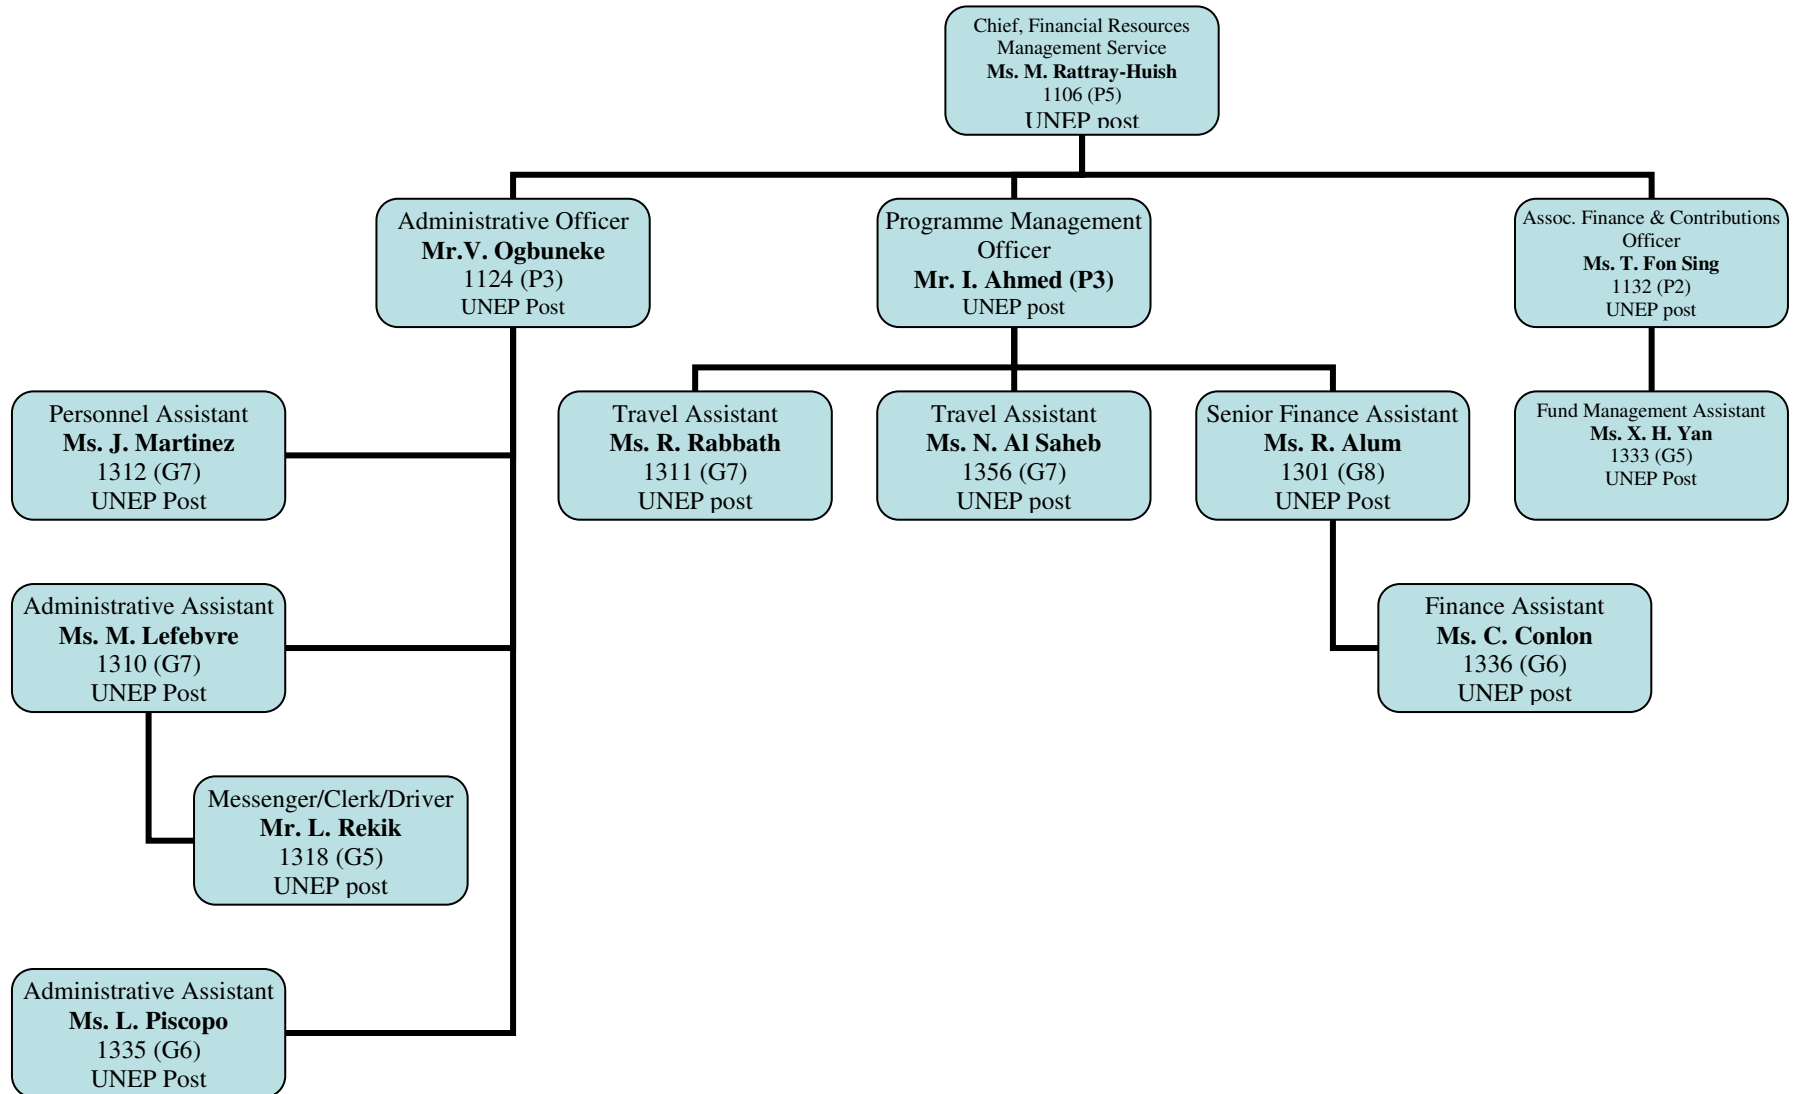 Chief, Financial Resources
Management Service
Ms. M. Rattray-Huish
1106 (P5)
UNEP post
Administrative Officer
Mr.V. Ogbuneke
1124 (P3)
UNEP Post
Programme Management
Officer
Mr. I. Ahmed (P3)
UNEP post
Assoc. Finance & Contributions
Officer
Ms. T. Fon Sing
1132 (P2)
UNEP post
Personnel Assistant
Ms. J. Martinez
1312 (G7)
UNEP Post
Travel Assistant
Ms. R. Rabbath
1311 (G7)
UNEP post
Travel Assistant
Ms. N. Al Saheb
1356 (G7)
UNEP post
Senior Finance Assistant
Ms. R. Alum
1301 (G8)
UNEP Post
Fund Management Assistant
Ms. X. H. Yan
1333 (G5)
UNEP Post
Administrative Assistant
Ms. M. Lefebvre
1310 (G7)
UNEP Post
Finance Assistant
Ms. C. Conlon
1336 (G6)
UNEP post
Messenger/Clerk/Driver
Mr. L. Rekik
1318 (G5)
UNEP post
Administrative Assistant
Ms. L. Piscopo
1335 (G6)
UNEP Post